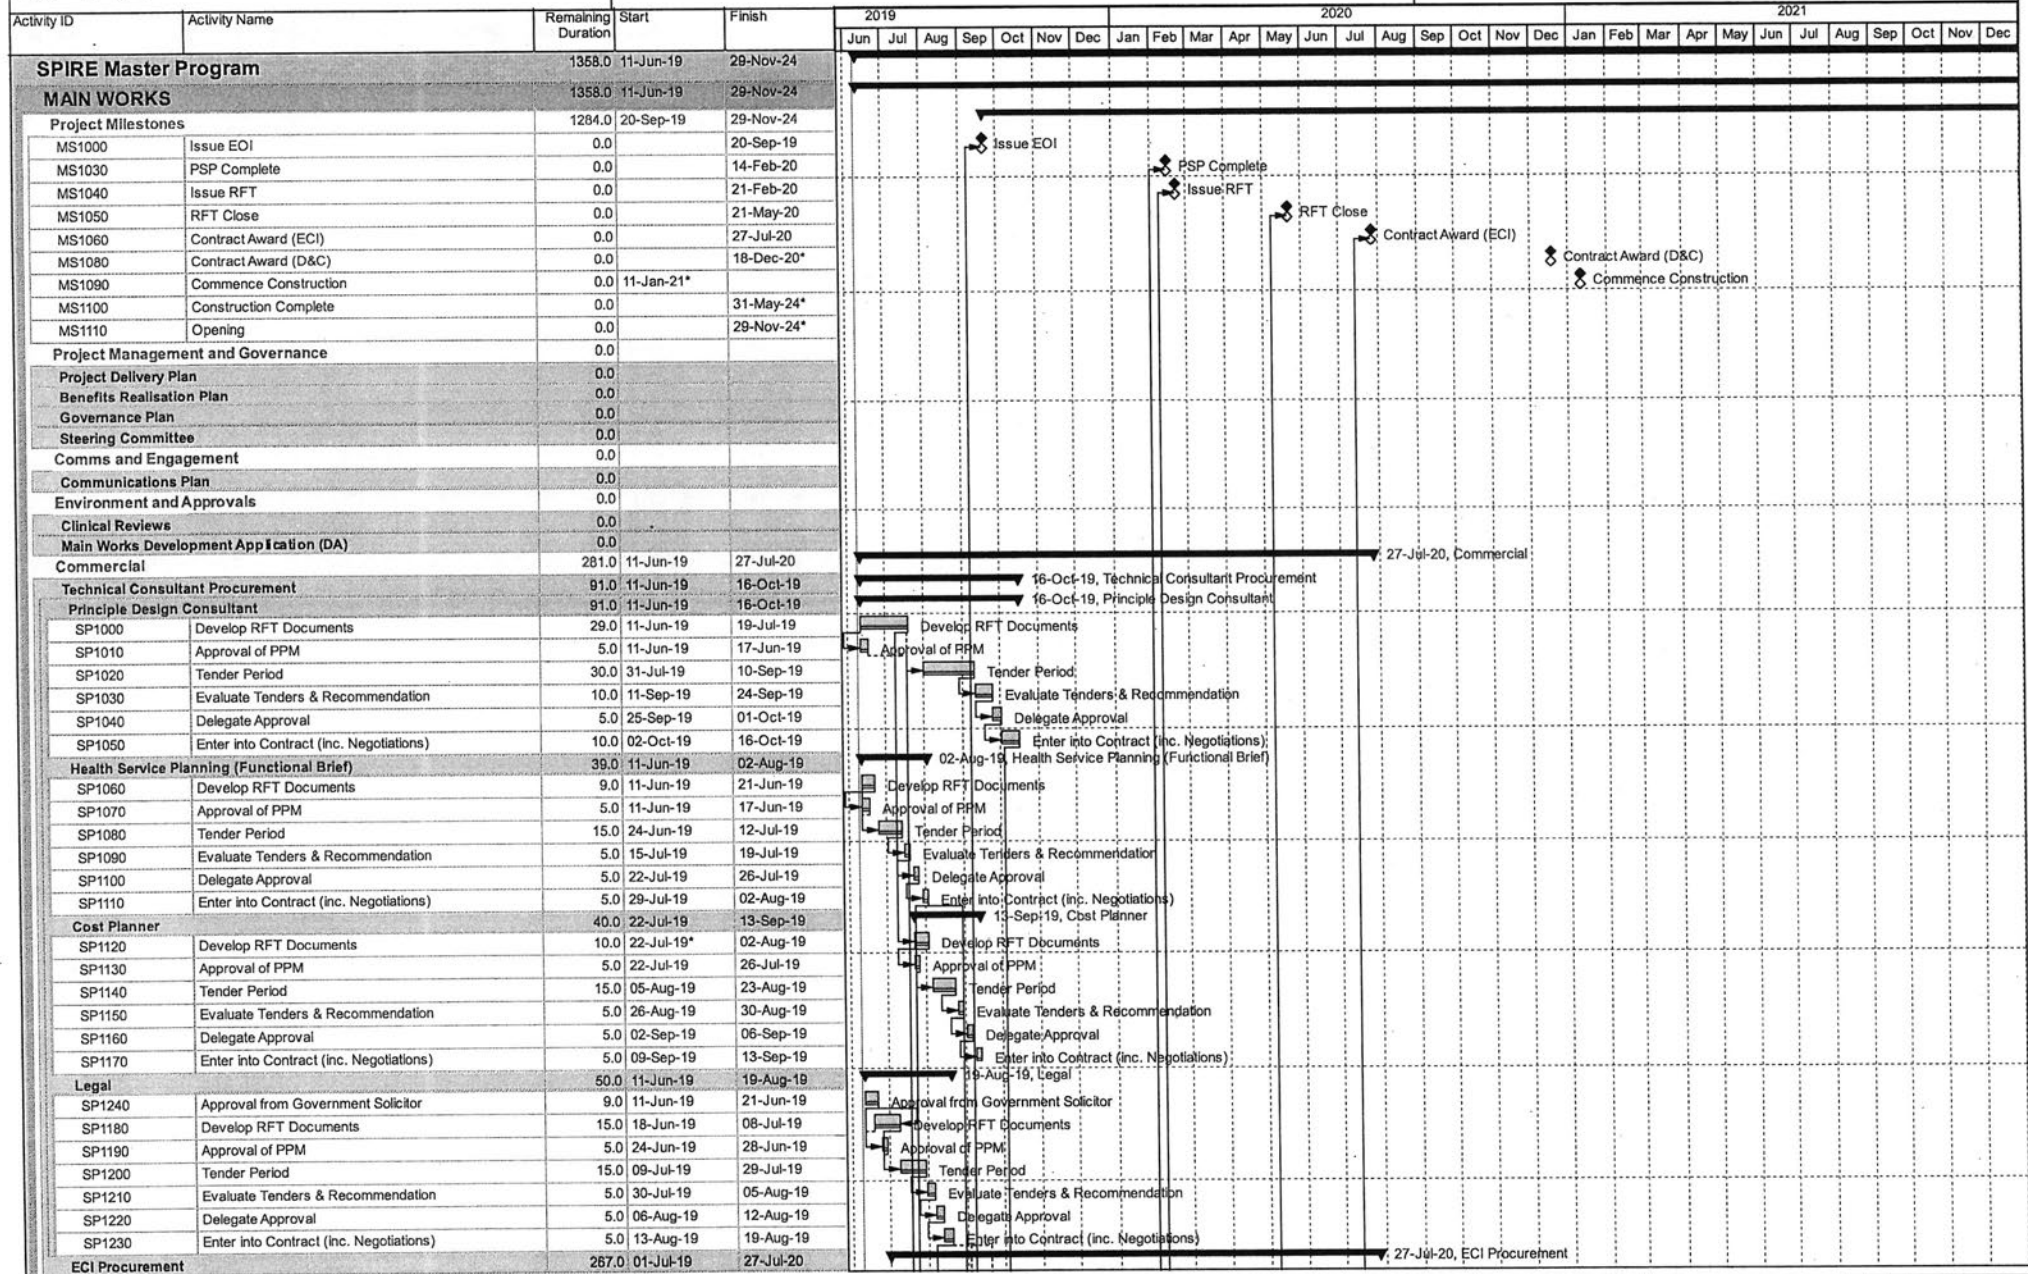 Activity ID Activity Name Remaining Duration Start Finish 2019 2020 2021
Jun Jul Aug Sep Oct Nov Dec Jan Feb Mar Apr May Jun Jul Aug Sep Oct Nov Dec Jan Feb Mar Apr May Jun Jul Aug Sep Oct Nov Dec
SPIRE Master Program 1358.0 11-Jun-19 29-Nov-24
MAIN WORKS 1358.0 11-Jun-19 29-Nov-24
Project Milestones 1284.0 20-Sep-19 29-Nov-24
MS1000 Issue EOI 0.0 20-Sep-19 Issue EOI
MS1030 PSP Complete 0.0 14-Feb-20 PSP Complete
MS1040 Issue RFT 0.0 21-Feb-20 Issue RFT
MS1050 RFT Close 0.0 21-May-20 RFT Close
MS1060 Contract Award (ECI) 0.0 27-Jul-20 Contract Award (ECI)
MS1080 Contract Award (D&C) 0.0 18-Dec-20* Contract Award (D&C)
MS1090 Commence Construction 0.0 11-Jan-21* Commence Construction
MS1100 Construction Complete 0.0 31-May-24*
MS1110 Opening 0.0 29-Nov-24*
Project Management and Governance 0.0
Project Delivery Plan 0.0
Benefits Realisation Plan 0.0
Governance Plan 0.0
Steering Committee 0.0
Comms and Engagement 0.0
Communications Plan 0.0
Environment and Approvals 0.0
Clinical Reviews 0.0
Main Works Development Application (DA) 0.0
Commercial 281.0 11-Jun-19 27-Jul-20 27-Jul-20, Commercial
Technical Consultant Procurement 91.0 11-Jun-19 16-Oct-19 16-Oct-19, Technical Consultant Procurement
Principle Design Consultant 91.0 11-Jun-19 16-Oct-19 16-Oct-19, Principle Design Consultant
SP1000 Develop RFT Documents 29.0 11-Jun-19 19-Jul-19 Develop RFT Documents
SP1010 Approval of PPM 5.0 11-Jun-19 17-Jun-19 Approval of PPM
SP1020 Tender Period 30.0 31-Jul-19 10-Sep-19 Tender Period
SP1030 Evaluate Tenders & Recommendation 10.0 11-Sep-19 24-Sep-19 Evaluate Tenders & Recommendation
SP1040 Delegate Approval 5.0 25-Sep-19 01-Oct-19 Delegate Approval
SP1050 Enter into Contract (inc. Negotiations) 10.0 02-Oct-19 16-Oct-19 Enter into Contract (inc. Negotiations)
Health Service Planning (Functional Brief) 39.0 11-Jun-19 02-Aug-19 02-Aug-19, Health Service Planning (Functional Brief)
SP1060 Develop RFT Documents 9.0 11-Jun-19 21-Jun-19 Develop RFT Documents
SP1070 Approval of PPM 5.0 11-Jun-19 17-Jun-19 Approval of PPM
SP1080 Tender Period 15.0 24-Jun-19 12-Jul-19 Tender Period
SP1090 Evaluate Tenders & Recommendation 5.0 15-Jul-19 19-Jul-19 Evaluate Tenders & Recommendation
SP1100 Delegate Approval 5.0 22-Jul-19 26-Jul-19 Delegate Approval
SP1110 Enter into Contract (inc. Negotiations) 5.0 29-Jul-19 02-Aug-19 Enter into Contract (inc. Negotiations)
Cost Planner 40.0 22-Jul-19 13-Sep-19 13-Sep-19, Cost Planner
SP1120 Develop RFT Documents 10.0 22-Jul-19* 02-Aug-19 Develop RFT Documents
SP1130 Approval of PPM 5.0 22-Jul-19 26-Jul-19 Approval of PPM
SP1140 Tender Period 15.0 05-Aug-19 23-Aug-19 Tender Period
SP1150 Evaluate Tenders & Recommendation 5.0 26-Aug-19 30-Aug-19 Evaluate Tenders & Recommendation
SP1160 Delegate Approval 5.0 02-Sep-19 06-Sep-19 Delegate Approval
SP1170 Enter into Contract (inc. Negotiations) 5.0 09-Sep-19 13-Sep-19 Enter into Contract (inc. Negotiations)
Legal 50.0 11-Jun-19 19-Aug-19 19-Aug-19, Legal
SP1240 Approval from Government Solicitor 9.0 11-Jun-19 21-Jun-19 Approval from Government Solicitor
SP1180 Develop RFT Documents 15.0 18-Jun-19 08-Jul-19 Develop RFT Documents
SP1190 Approval of PPM 5.0 24-Jun-19 28-Jun-19 Approval of PPM
SP1200 Tender Period 15.0 09-Jul-19 29-Jul-19 Tender Period
SP1210 Evaluate Tenders & Recommendation 5.0 30-Jul-19 05-Aug-19 Evaluate Tenders & Recommendation
SP1220 Delegate Approval 5.0 06-Aug-19 12-Aug-19 Delegate Approval
SP1230 Enter into Contract (inc. Negotiations) 5.0 13-Aug-19 19-Aug-19 Enter into Contract (inc. Negotiations)
ECI Procurement 267.0 01-Jul-19 27-Jul-20 27-Jul-20, ECI Procurement